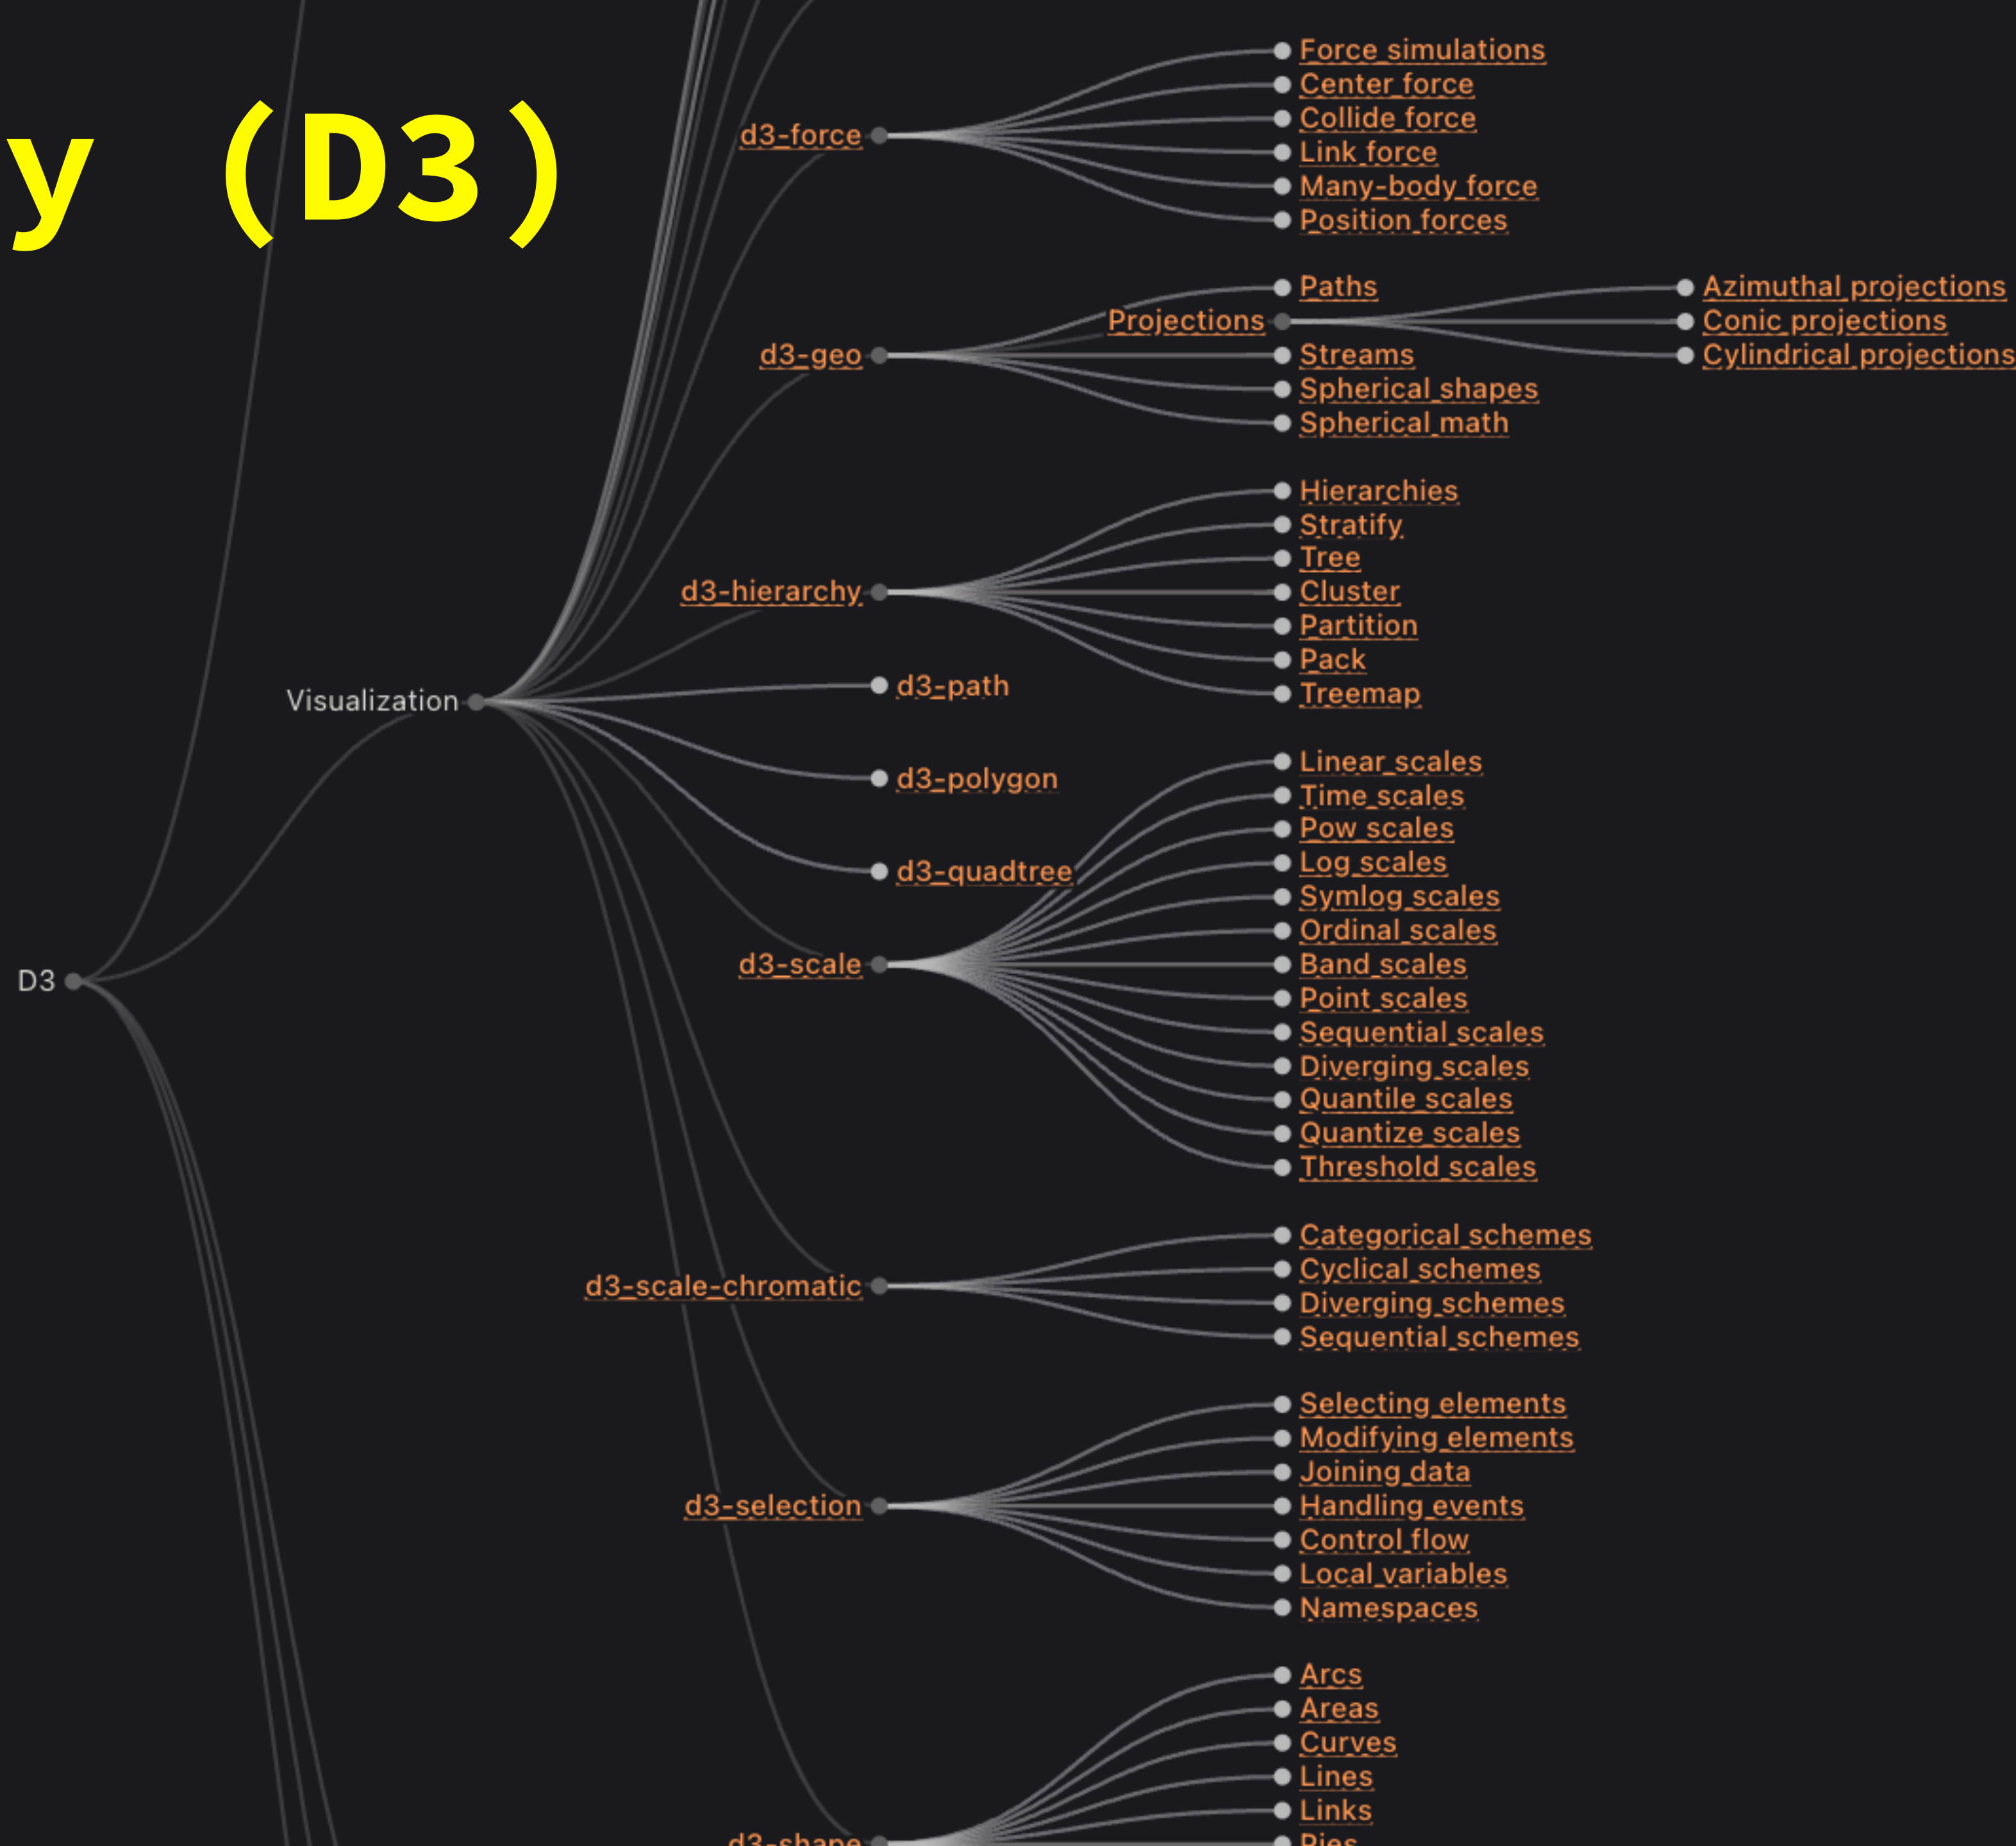 y (D3)
Force simulations
Center force
Collide force
d3-force
Link force
Many-body force
Position forces
Paths
Azimuthal projections
Projections
Conic projections
d3-geo
Streams
Cylindrical projections
Spherical shapes
Spherical math
Hierarchies
Stratify
Tree
d3-hierarchy
Cluster
Partition
Pack
Treemap
Visualization
d3-path
d3-polygon
d3-quadtree
Linear scales
Time scales
Pow scales
Log scales
Symlog scales
Ordinal scales
d3-scale
Band scales
Point scales
Sequential scales
Diverging scales
Quantile scales
Quantize scales
Threshold scales
D3
Categorical schemes
Cyclical schemes
d3-scale-chromatic
Diverging schemes
Sequential schemes
Selecting elements
Modifying elements
Joining data
d3-selection
Handling events
Control flow
Local variables
Namespaces
Arcs
Areas
Curves
Lines
Links
d3-shape
Pies